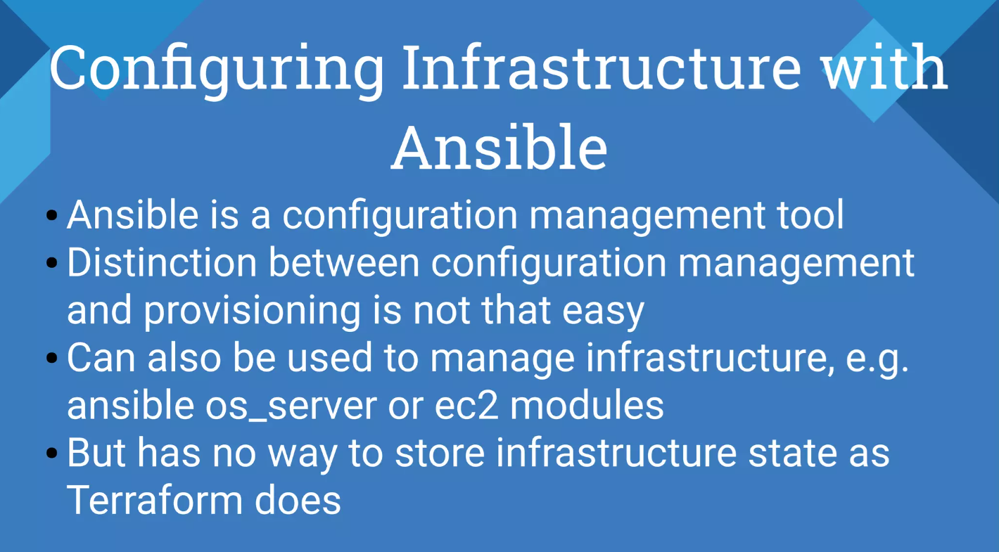 Configuring Infrastructure with
Ansible
• Ansible is a configuration management tool
• Distinction between configuration management
and provisioning is not that easy
• Can also be used to manage infrastructure, e.g.
ansible os_server or ec2 modules
• But has no way to store infrastructure state as
Terraform does